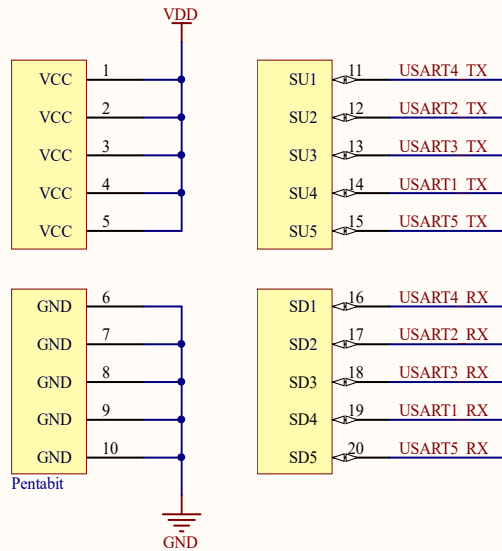 VDD
VCC 1
VCC 2
VCC 3
VCC 4
VCC 5
SU1 11 USART4_TX
SU2 12 USART2_TX
SU3 13 USART3_TX
SU4 14 USART1_TX
SU5 15 USART5_TX
GND 6
GND 7
GND 8
GND 9
GND 10
Pentabit
GND
SD1 16 USART4_RX
SD2 17 USART2_RX
SD3 18 USART3_RX
SD4 19 USART1_RX
SD5 20 USART5_RX